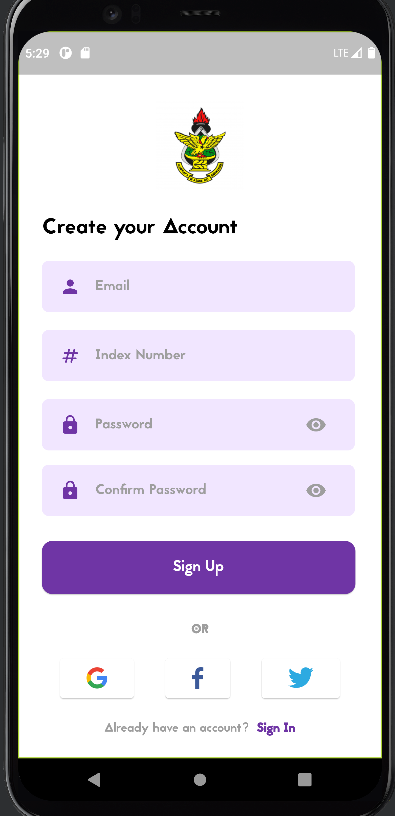 5:29
LTE
Create your Account
Email
# Index Number
Password
Confirm Password
Sign Up
OR
G f
Already have an account? Sign In